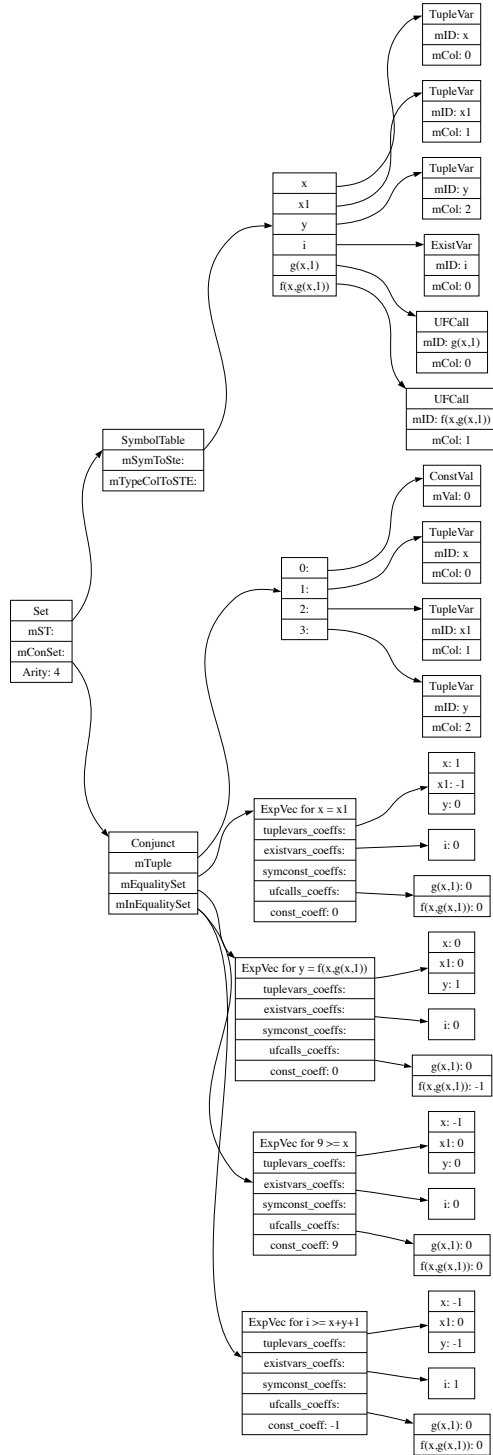 TupleVar
mID: x
mCol: 0
TupleVar
mID: x1
mCol: 1
TupleVar
mID: y
mCol: 2
ExistVar
mID: i
mCol: 0
UFCall
mID: g(x,1)
mCol: 0
UFCall
mID: f(x,g(x,1))
mCol: 1
x
x1
y
i
g(x,1)
f(x,g(x,1))
SymbolTable
mSymToSte:
mTypeColToSTE:
Set
mST:
mConSet:
Arity: 4
ConstVal
mVal: 0
TupleVar
mID: x
mCol: 0
TupleVar
mID: x1
mCol: 1
TupleVar
mID: y
mCol: 2
0:
1:
2:
3:
Conjunct
mTuple
mEqualitySet
mInEqualitySet
ExpVec for x = x1
tuplevars_coeffs:
existvars_coeffs:
symconst_coeffs:
ufcalls_coeffs:
const_coeff: 0
x: 1
x1: -1
y: 0
i: 0
g(x,1): 0
f(x,g(x,1)): 0
ExpVec for y = f(x,g(x,1))
tuplevars_coeffs:
existvars_coeffs:
symconst_coeffs:
ufcalls_coeffs:
const_coeff: 0
x: 0
x1: 0
y: 1
i: 0
g(x,1): 0
f(x,g(x,1)): -1
ExpVec for 9 >= x
tuplevars_coeffs:
existvars_coeffs:
symconst_coeffs:
ufcalls_coeffs:
const_coeff: 9
x: -1
x1: 0
y: 0
i: 0
g(x,1): 0
f(x,g(x,1)): 0
ExpVec for i >= x+y+1
tuplevars_coeffs:
existvars_coeffs:
symconst_coeffs:
ufcalls_coeffs:
const_coeff: -1
x: -1
x1: 0
y: -1
i: 1
g(x,1): 0
f(x,g(x,1)): 0